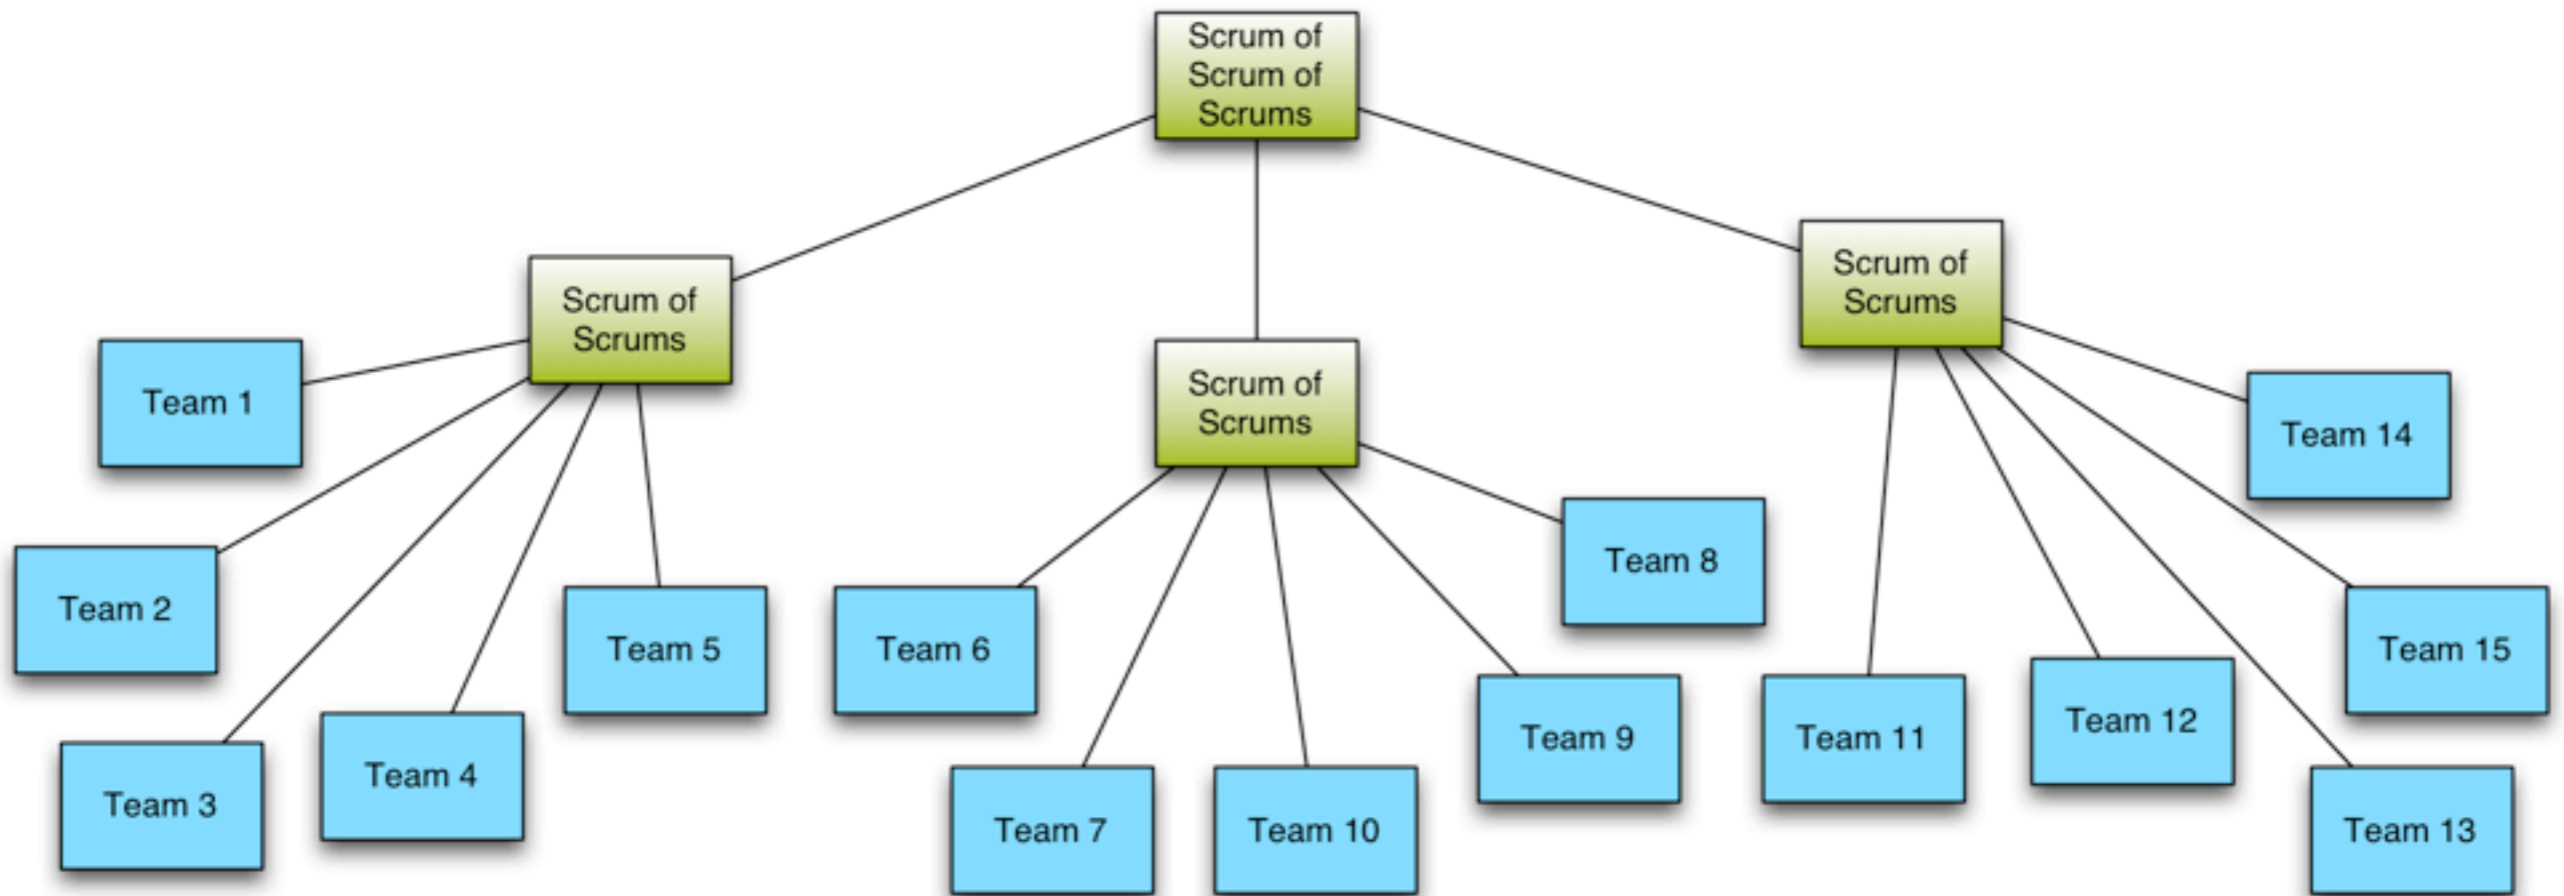 Scrum of
Scrum of
Scrums
Scrum of
Scrums
Scrum of
Scrums
Scrum of
Scrums
Team 1
Team 2
Team 3
Team 4
Team 5
Team 6
Team 7
Team 10
Team 9
Team 8
Team 11
Team 12
Team 13
Team 15
Team 14